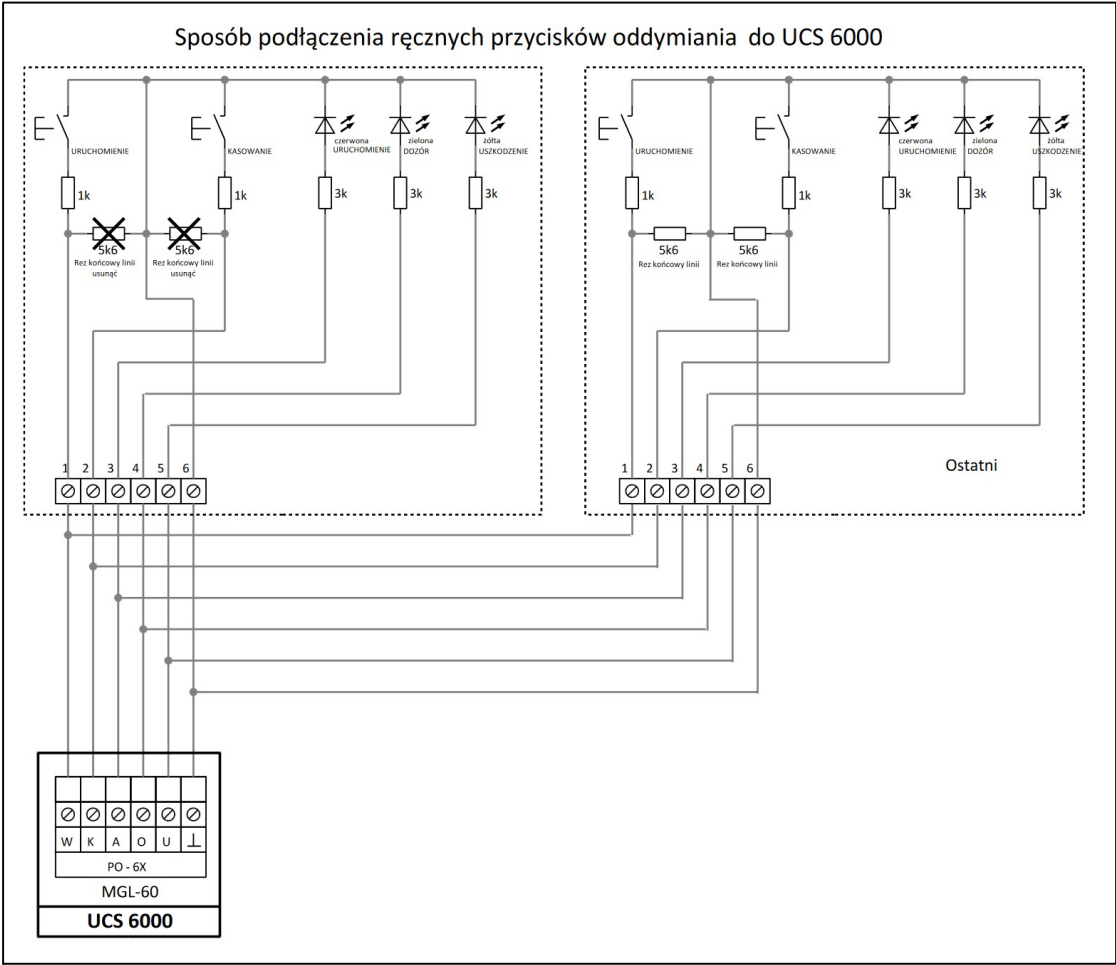 Sposób podłączenia ręcznych przycisków oddymiania do UCS 6000
URUCHOMIENIE
KASOWANIE
czerwona
URUCHOMIENIE
zielona
DOZÓR
żółta
USZKODZENIE
1k
1k
3k
3k
3k
5k6
Rez końcowy linii
usunąć
5k6
Rez końcowy linii
usunąć
1 2 3 4 5 6
URUCHOMIENIE
KASOWANIE
czerwona
URUCHOMIENIE
zielona
DOZÓR
żółta
USZKODZENIE
1k
1k
3k
3k
3k
5k6
Rez końcowy linii
5k6
Rez końcowy linii
Ostatni
1 2 3 4 5 6
W K A O U ⊥
PO - 6X
MGL-60
UCS 6000